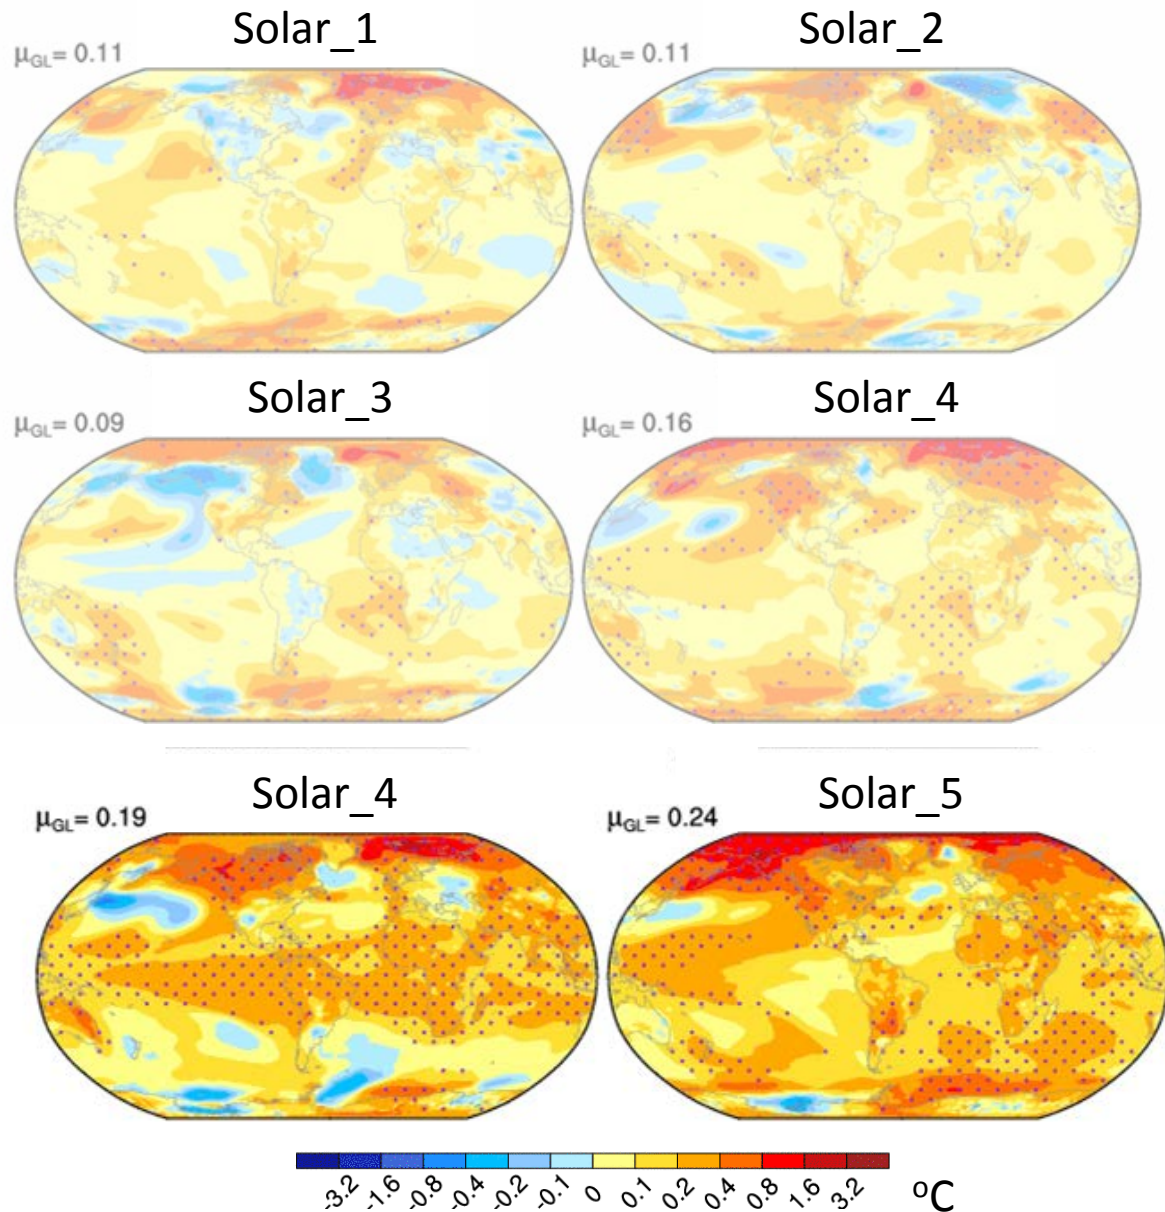 Solar_1
Solar_2
μGL= 0.11
μGL= 0.11
Solar_3
Solar_4
μGL= 0.09
μGL= 0.16
Solar_4
Solar_5
μGL= 0.19
μGL= 0.24
-3.2 -1.6 -0.8 -0.4 -0.2 -0.1 0 0.1 0.2 0.4 0.8 1.6 3.2 ºC